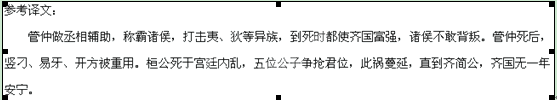 参考译文：
管仲做丞相辅助，称霸诸侯，打击夷、狄等异族，到死时都使齐国富强，诸侯不敢背叛。管仲死后，
竖刁、易牙、开方被重用。桓公死于宫廷内乱，五位公子争抢君位，此祸蔓延，直到齐简公，齐国无一年
安宁。